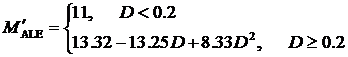 M′ALE = { 11,   D < 0.2
13.32 − 13.25D + 8.33D²,   D ≥ 0.2